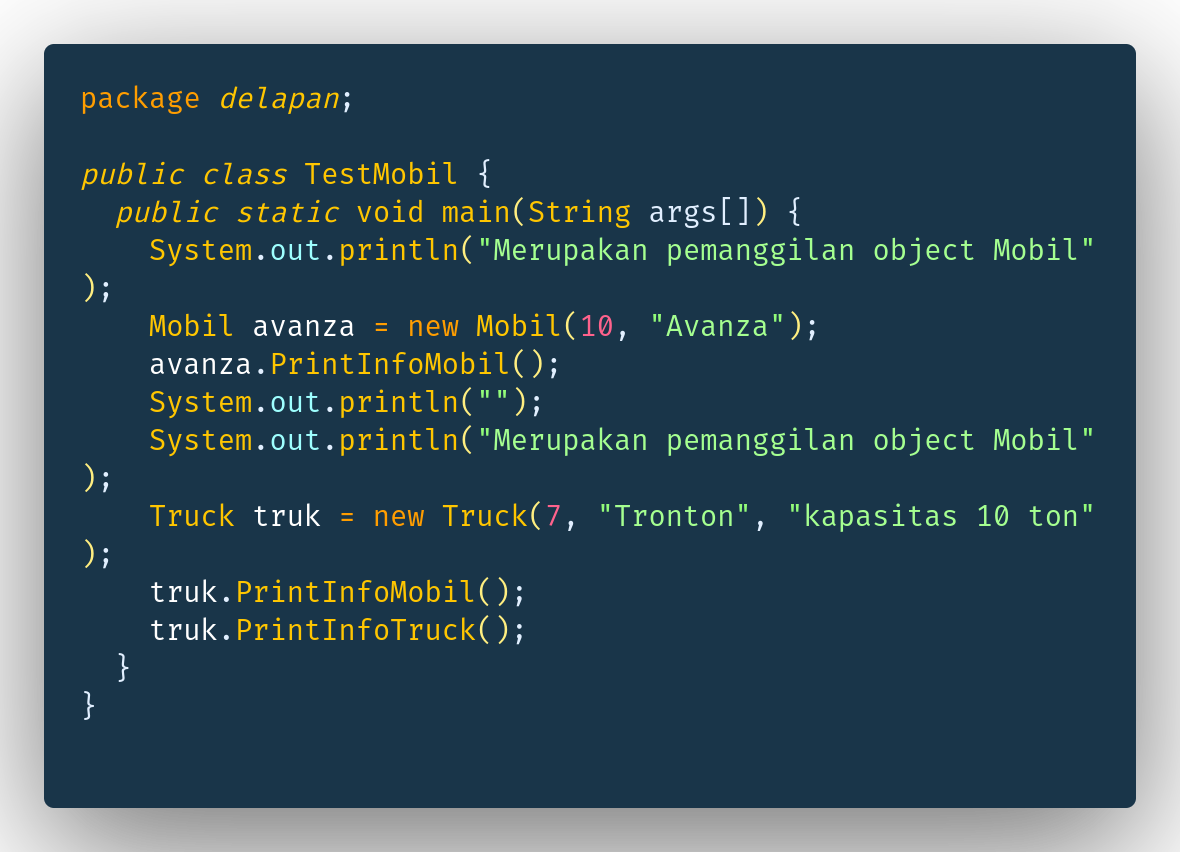 package delapan;

public class TestMobil {
  public static void main(String args[]) {
    System.out.println("Merupakan pemanggilan object Mobil"
);
    Mobil avanza = new Mobil(10, "Avanza");
    avanza.PrintInfoMobil();
    System.out.println("");
    System.out.println("Merupakan pemanggilan object Mobil"
);
    Truck truk = new Truck(7, "Tronton", "kapasitas 10 ton"
);
    truk.PrintInfoMobil();
    truk.PrintInfoTruck();
  }
}